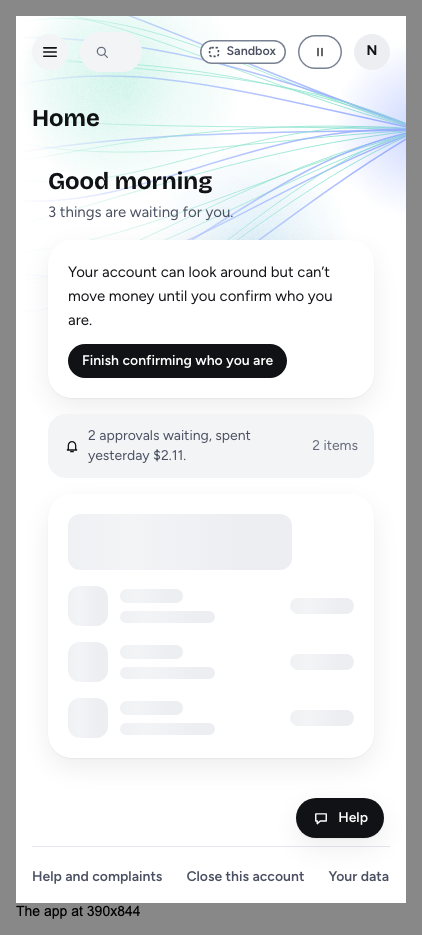 Sandbox
N
Home
Good morning
3 things are waiting for you.
Your account can look around but can’t
move money until you confirm who you
are.
Finish confirming who you are
2 approvals waiting, spent
yesterday $2.11.
2 items
Help
Help and complaints
Close this account
Your data
The app at 390x844